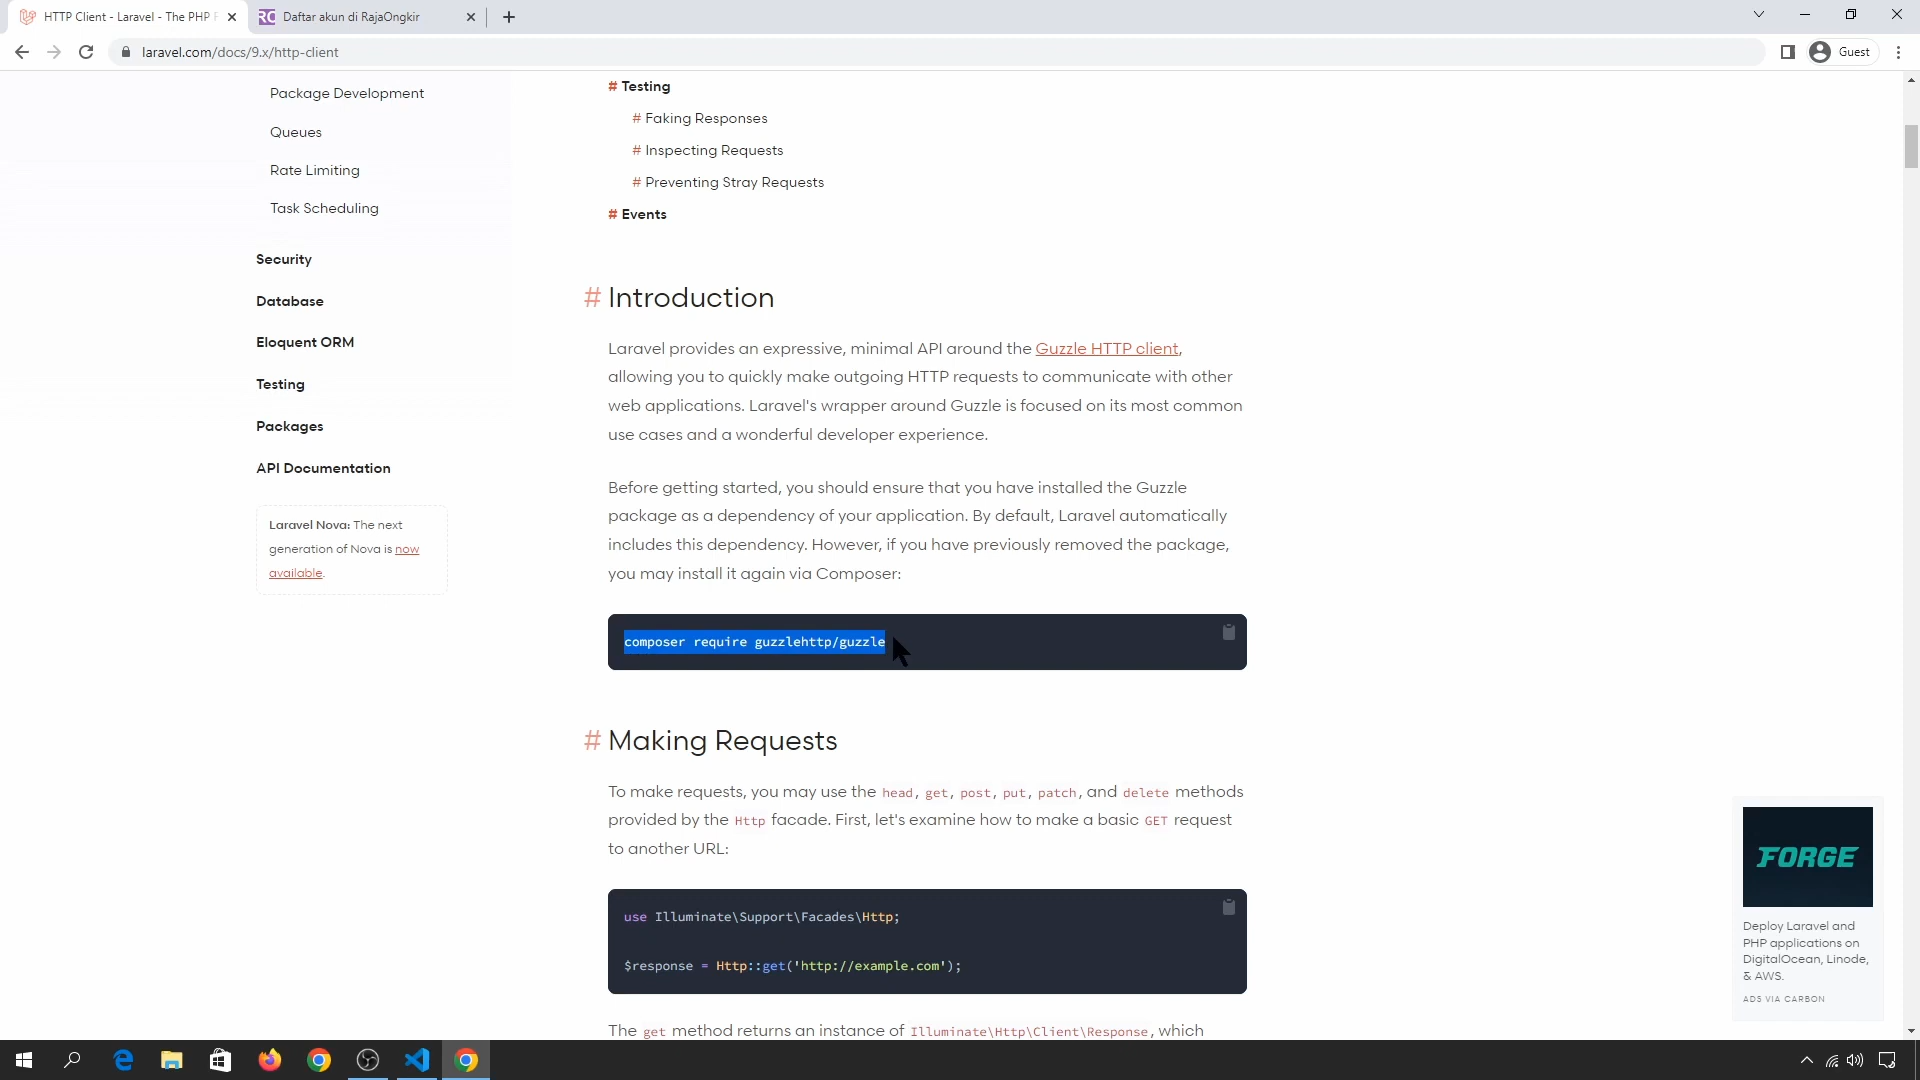 HTTP Client - Laravel - The PHP F
Daftar akun di RajaOngkir
laravel.com/docs/9.x/http-client
Guest
Package Development
Queues
Rate Limiting
Task Scheduling
Security
Database
Eloquent ORM
Testing
Packages
API Documentation
Laravel Nova: The next
generation of Nova is now
available.
# Testing
# Faking Responses
# Inspecting Requests
# Preventing Stray Requests
# Events
# Introduction
Laravel provides an expressive, minimal API around the Guzzle HTTP client,
allowing you to quickly make outgoing HTTP requests to communicate with other
web applications. Laravel's wrapper around Guzzle is focused on its most common
use cases and a wonderful developer experience.
Before getting started, you should ensure that you have installed the Guzzle
package as a dependency of your application. By default, Laravel automatically
includes this dependency. However, if you have previously removed the package,
you may install it again via Composer:
composer require guzzlehttp/guzzle
# Making Requests
To make requests, you may use the head, get, post, put, patch, and delete methods
provided by the Http facade. First, let's examine how to make a basic GET request
to another URL:
use Illuminate\Support\Facades\Http;
$response = Http::get('http://example.com');
The get method returns an instance of Illuminate\Http\Client\Response, which
FORGE
Deploy Laravel and
PHP applications on
DigitalOcean, Linode,
& AWS.
ADS VIA CARBON